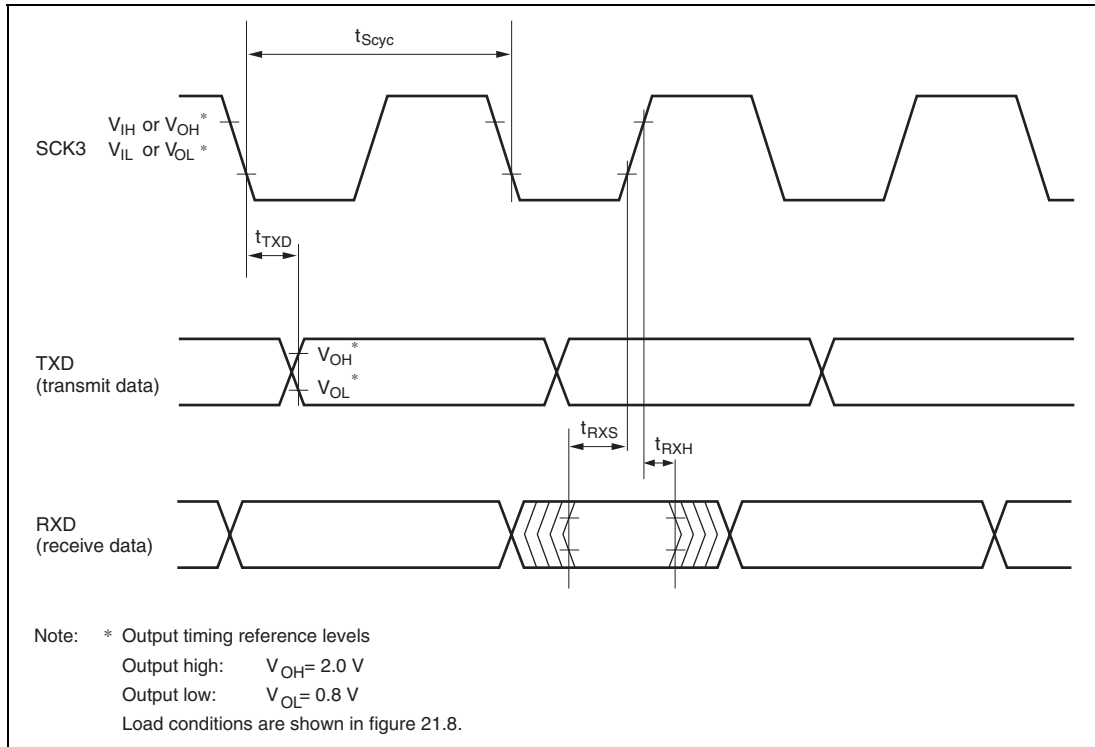 tScyc
VIH or VOH*
SCK3 VIL or VOL*
tTXD
TXD
(transmit data)
VOH*
VOL*
tRXS
tRXH
RXD
(receive data)
Note: * Output timing reference levels
Output high: VOH= 2.0 V
Output low: VOL= 0.8 V
Load conditions are shown in figure 21.8.